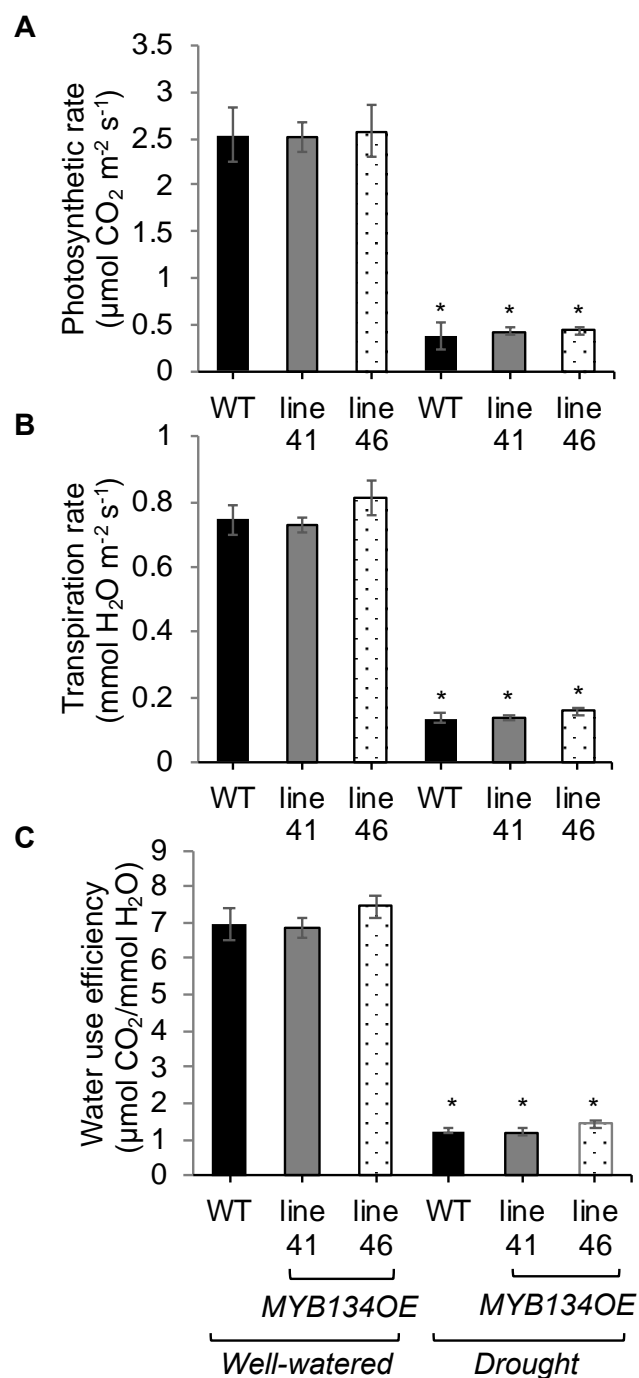 A
Photosynthetic rate
(µmol CO₂ m⁻² s⁻¹)
3.5
3
2.5
2
1.5
1
0.5
0
* * *
WT line 41 line 46 WT line 41 line 46
B
Transpiration rate
(mmol H₂O m⁻² s⁻¹)
1
0.8
0.6
0.4
0.2
0
* * *
WT line 41 line 46 WT line 41 line 46
C
Water use efficiency
(µmol CO₂/mmol H₂O)
9
8
7
6
5
4
3
2
1
0
* * *
WT line 41 line 46 WT line 41 line 46
MYB134OE MYB134OE
Well-watered Drought